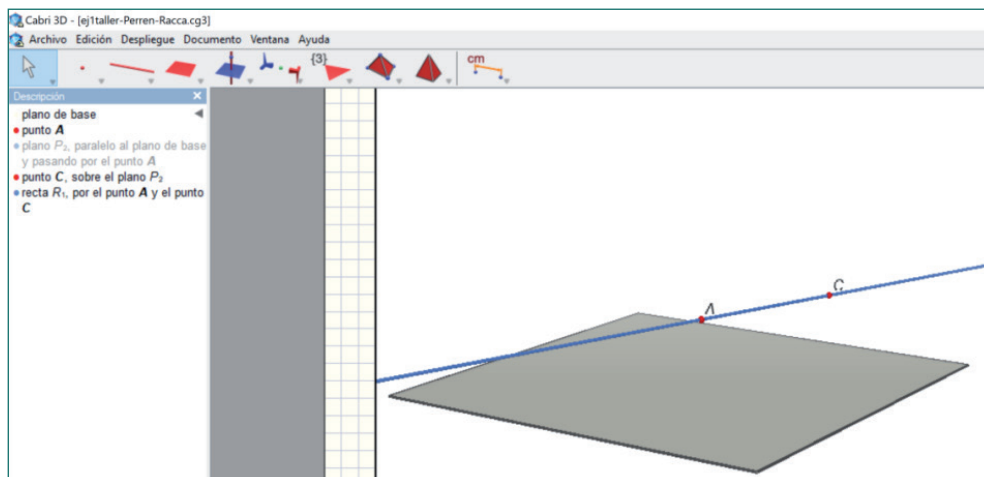 Cabri 3D - [ej1taller-Perren-Racca.cg3]
Archivo Edición Despliegue Documento Ventana Ayuda
{3}
cm
Descripción
plano de base
punto A
plano P₂, paralelo al plano de base
y pasando por el punto A
punto C, sobre el plano P₂
recta R₁, por el punto A y el punto
C
A
C